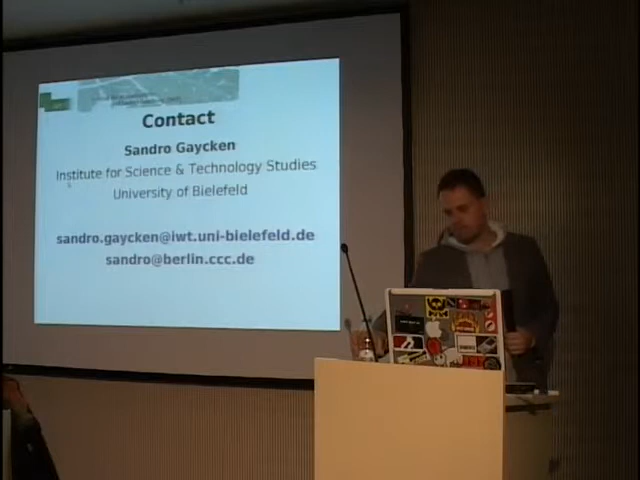 Contact
Sandro Gaycken
Institute for Science & Technology Studies
University of Bielefeld
sandro.gaycken@iwt.uni-bielefeld.de
sandro@berlin.ccc.de